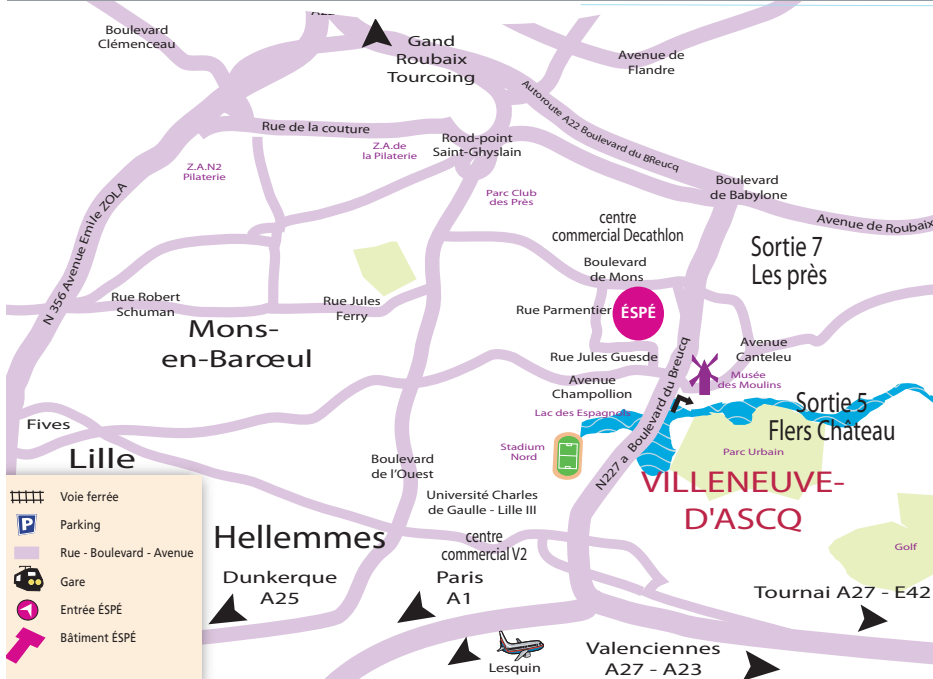 A22
Boulevard
Clémenceau
Gand
Roubaix
Tourcoing
Avenue de
Flandre
Autoroute A22 Boulevard du BReucq
Rue de la couture
Rond-point
Saint-Ghyslain
Z.A.de
la Pilaterie
Z.A.N2
Pilaterie
Boulevard
de Babylone
Parc Club
des Près
Avenue de Roubaix
centre
commercial Decathlon
N 356 Avenue Emile ZOLA
Sortie 7
Les près
Boulevard
de Mons
Rue Robert
Schuman
Rue Jules
Ferry
Rue Parmentier
ÉSPÉ
Mons-
en-Barœul
Rue Jules Guesde
Avenue
Canteleu
Musée
des Moulins
Avenue
Champollion
Lac des Espagnols
Sortie 5
Flers Château
N227 a Boulevard du Breucq
Fives
Lille
Stadium
Nord
Parc Urbain
Boulevard
de l'Ouest
VILLENEUVE-
D'ASCQ
Université Charles
de Gaulle - Lille III
Hellemmes
centre
commercial V2
Golf
Dunkerque
A25
Paris
A1
Tournai A27 - E42
Lesquin
Valenciennes
A27 - A23
Voie ferrée
P
Parking
Rue - Boulevard - Avenue
Gare
Entrée ÉSPÉ
Bâtiment ÉSPÉ